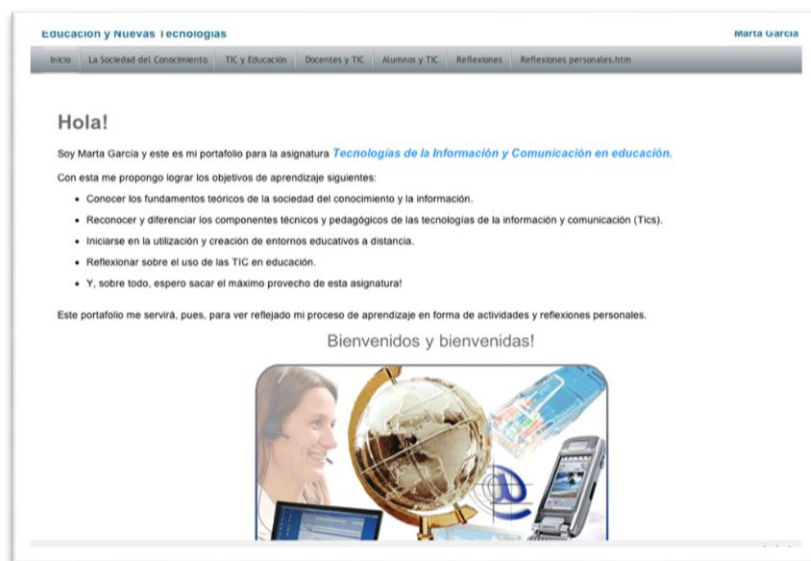 Educación y Nuevas Tecnologías
Marta García
Inicio La Sociedad del Conocimiento TIC y Educación Docentes y TIC Alumnos y TIC Reflexiones Reflexiones personales.htm
Hola!
Soy Marta García y este es mi portafolio para la asignatura Tecnologías de la Información y Comunicación en educación.
Con esta me propongo lograr los objetivos de aprendizaje siguientes:
• Conocer los fundamentos teóricos de la sociedad del conocimiento y la información.
• Reconocer y diferenciar los componentes técnicos y pedagógicos de las tecnologías de la información y comunicación (Tics).
• Iniciarse en la utilización y creación de entornos educativos a distancia.
• Reflexionar sobre el uso de las TIC en educación.
• Y, sobre todo, espero sacar el máximo provecho de esta asignatura!
Este portafolio me servirá, pues, para ver reflejado mi proceso de aprendizaje en forma de actividades y reflexiones personales.
Bienvenidos y bienvenidas!
@